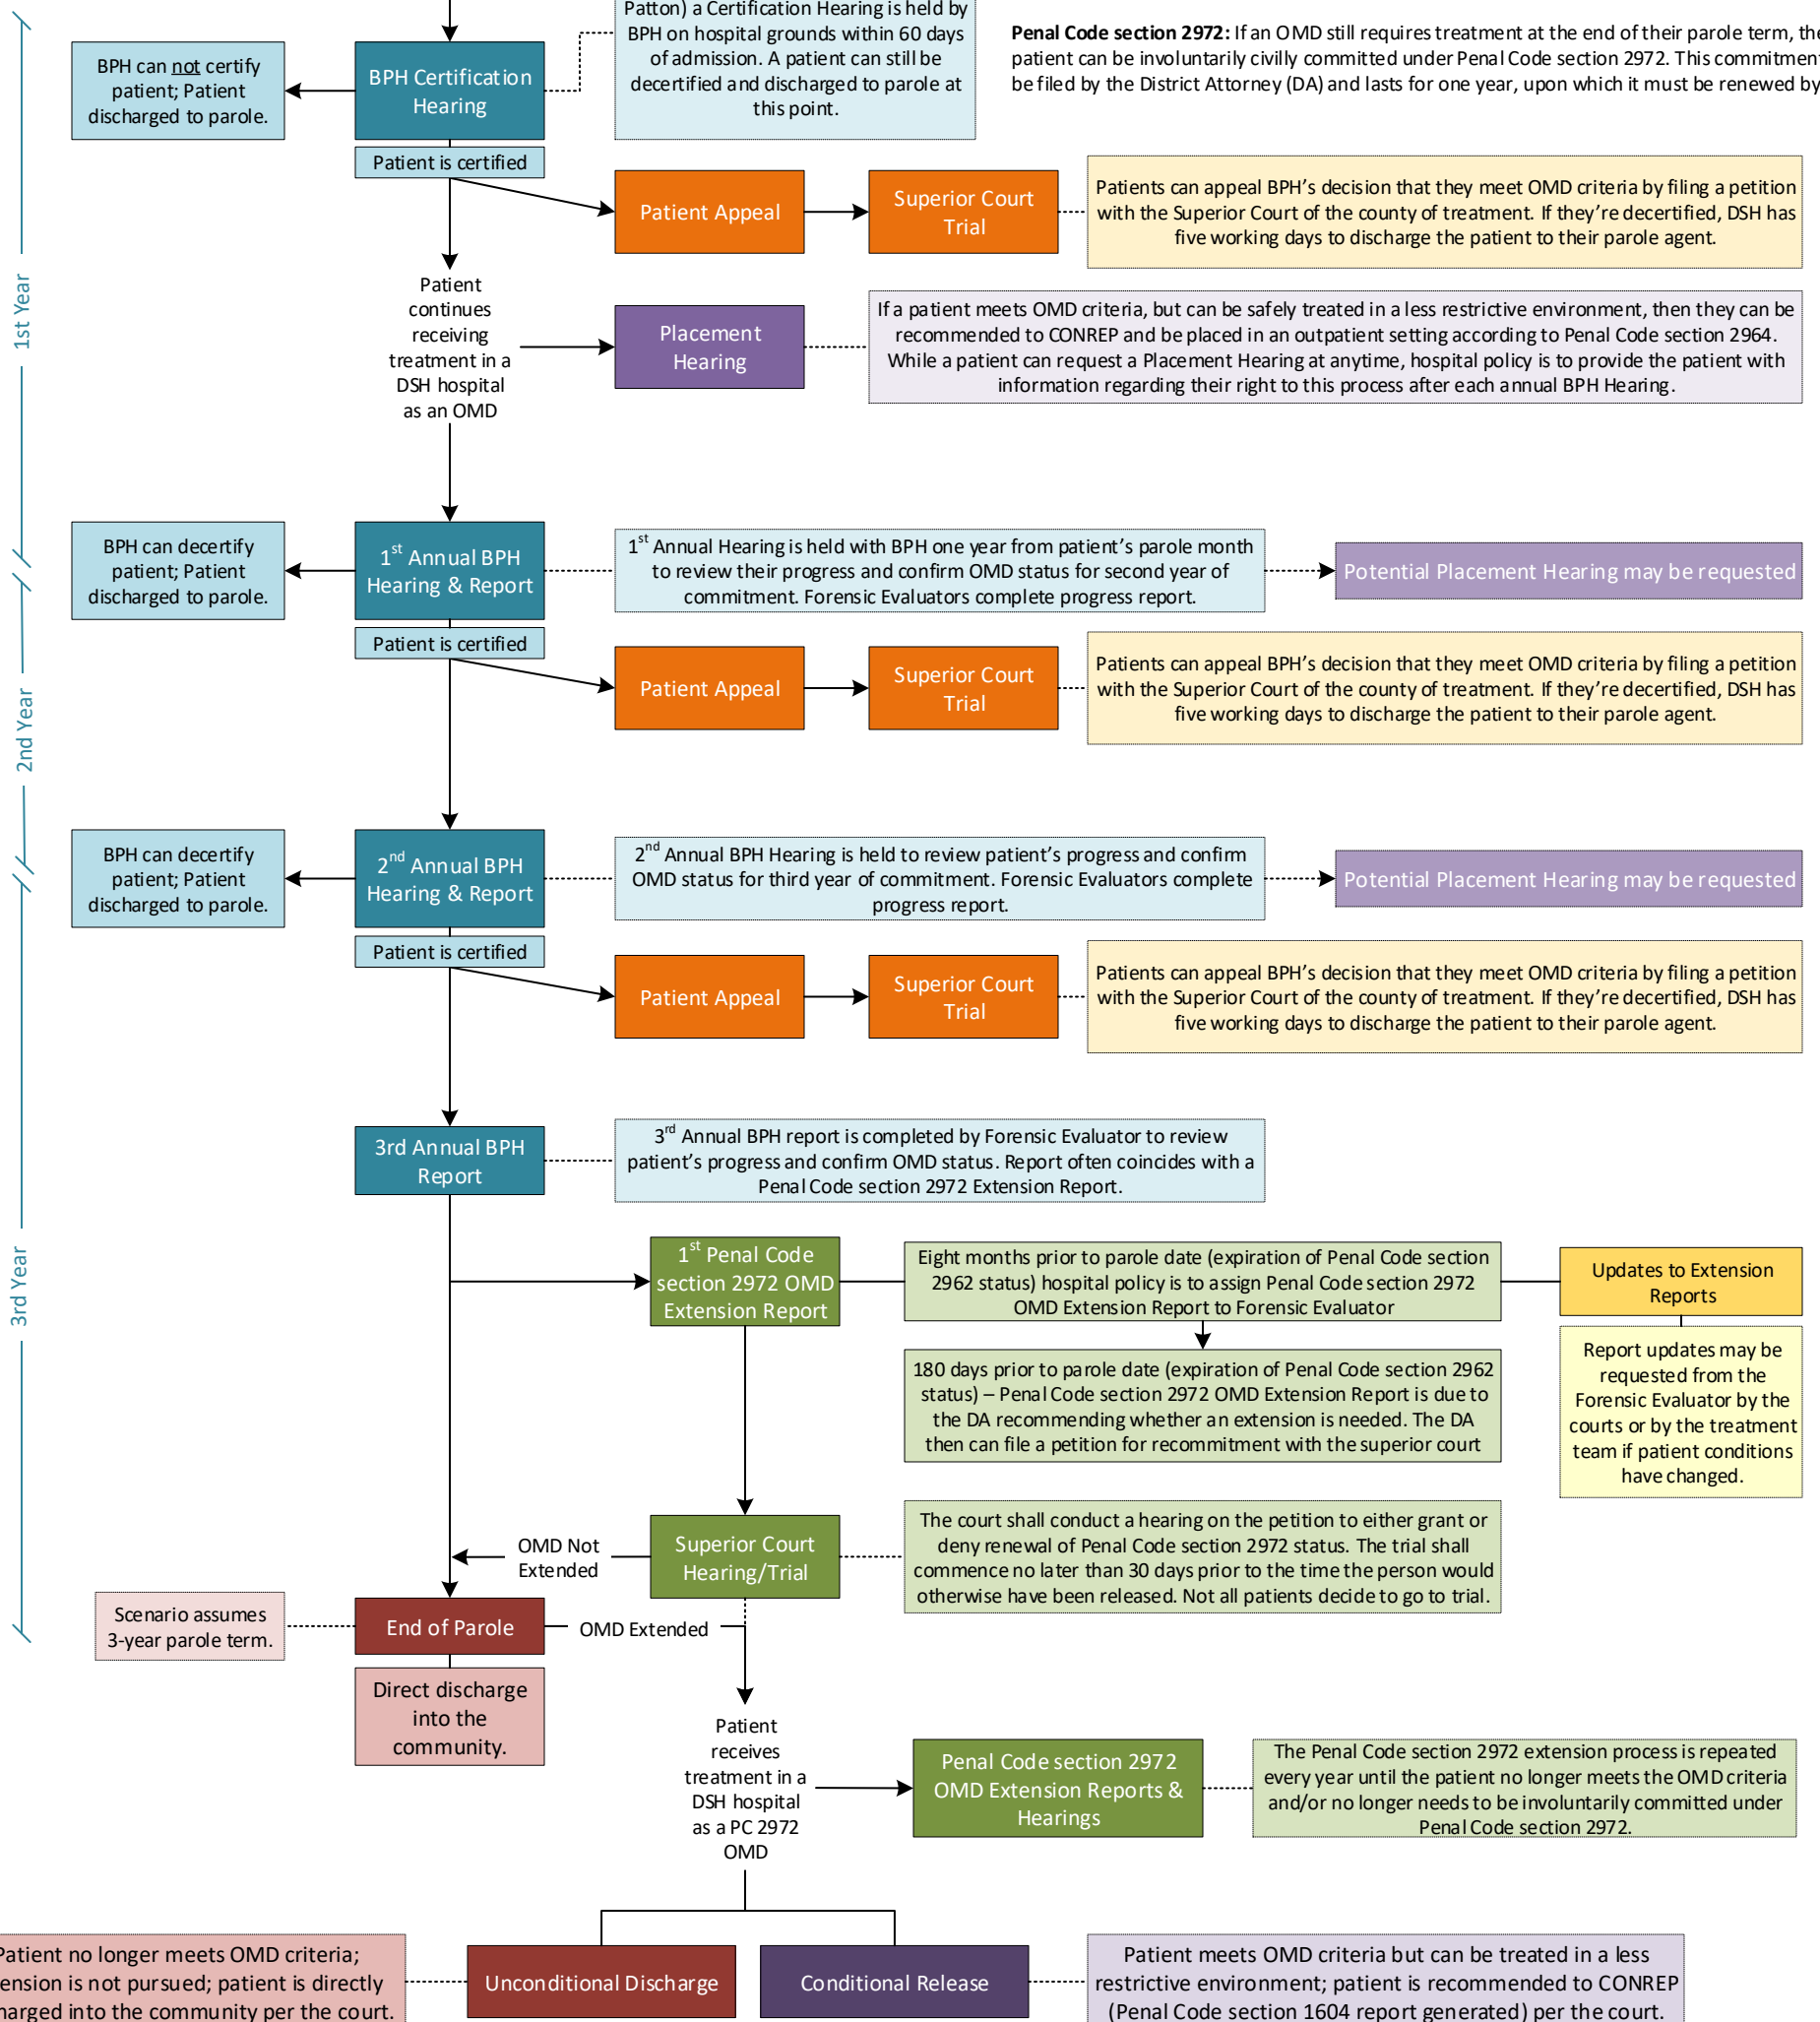 Patton) a Certification Hearing is held by
BPH on hospital grounds within 60 days
of admission. A patient can still be
decertified and discharged to parole at
this point.
Penal Code section 2972: If an OMD still requires treatment at the end of their parole term, the
patient can be involuntarily civilly committed under Penal Code section 2972. This commitment
be filed by the District Attorney (DA) and lasts for one year, upon which it must be renewed by
BPH can not certify
patient; Patient
discharged to parole.
BPH Certification
Hearing
Patient is certified
Patient Appeal
Superior Court
Trial
Patients can appeal BPH's decision that they meet OMD criteria by filing a petition
with the Superior Court of the county of treatment. If they're decertified, DSH has
five working days to discharge the patient to their parole agent.
1st Year
Patient
continues
receiving
treatment in a
DSH hospital
as an OMD
Placement
Hearing
If a patient meets OMD criteria, but can be safely treated in a less restrictive environment, then they can be
recommended to CONREP and be placed in an outpatient setting according to Penal Code section 2964.
While a patient can request a Placement Hearing at anytime, hospital policy is to provide the patient with
information regarding their right to this process after each annual BPH Hearing.
BPH can decertify
patient; Patient
discharged to parole.
1st Annual BPH
Hearing & Report
1st Annual Hearing is held with BPH one year from patient's parole month
to review their progress and confirm OMD status for second year of
commitment. Forensic Evaluators complete progress report.
Potential Placement Hearing may be requested
Patient is certified
Patient Appeal
Superior Court
Trial
Patients can appeal BPH's decision that they meet OMD criteria by filing a petition
with the Superior Court of the county of treatment. If they're decertified, DSH has
five working days to discharge the patient to their parole agent.
2nd Year
BPH can decertify
patient; Patient
discharged to parole.
2nd Annual BPH
Hearing & Report
2nd Annual BPH Hearing is held to review patient's progress and confirm
OMD status for third year of commitment. Forensic Evaluators complete
progress report.
Potential Placement Hearing may be requested
Patient is certified
Patient Appeal
Superior Court
Trial
Patients can appeal BPH's decision that they meet OMD criteria by filing a petition
with the Superior Court of the county of treatment. If they're decertified, DSH has
five working days to discharge the patient to their parole agent.
3rd Year
3rd Annual BPH
Report
3rd Annual BPH report is completed by Forensic Evaluator to review
patient's progress and confirm OMD status. Report often coincides with a
Penal Code section 2972 Extension Report.
1st Penal Code
section 2972 OMD
Extension Report
Eight months prior to parole date (expiration of Penal Code section
2962 status) hospital policy is to assign Penal Code section 2972
OMD Extension Report to Forensic Evaluator
Updates to Extension
Reports
180 days prior to parole date (expiration of Penal Code section 2962
status) – Penal Code section 2972 OMD Extension Report is due to
the DA recommending whether an extension is needed. The DA
then can file a petition for recommitment with the superior court
Report updates may be
requested from the
Forensic Evaluator by the
courts or by the treatment
team if patient conditions
have changed.
OMD Not
Extended
Superior Court
Hearing/Trial
The court shall conduct a hearing on the petition to either grant or
deny renewal of Penal Code section 2972 status. The trial shall
commence no later than 30 days prior to the time the person would
otherwise have been released. Not all patients decide to go to trial.
Scenario assumes
3-year parole term.
End of Parole
OMD Extended
Direct discharge
into the
community.
Patient
receives
treatment in a
DSH hospital
as a PC 2972
OMD
Penal Code section 2972
OMD Extension Reports &
Hearings
The Penal Code section 2972 extension process is repeated
every year until the patient no longer meets the OMD criteria
and/or no longer needs to be involuntarily committed under
Penal Code section 2972.
Patient no longer meets OMD criteria;
ension is not pursued; patient is directly
harged into the community per the court.
Unconditional Discharge
Conditional Release
Patient meets OMD criteria but can be treated in a less
restrictive environment; patient is recommended to CONREP
(Penal Code section 1604 report generated) per the court.